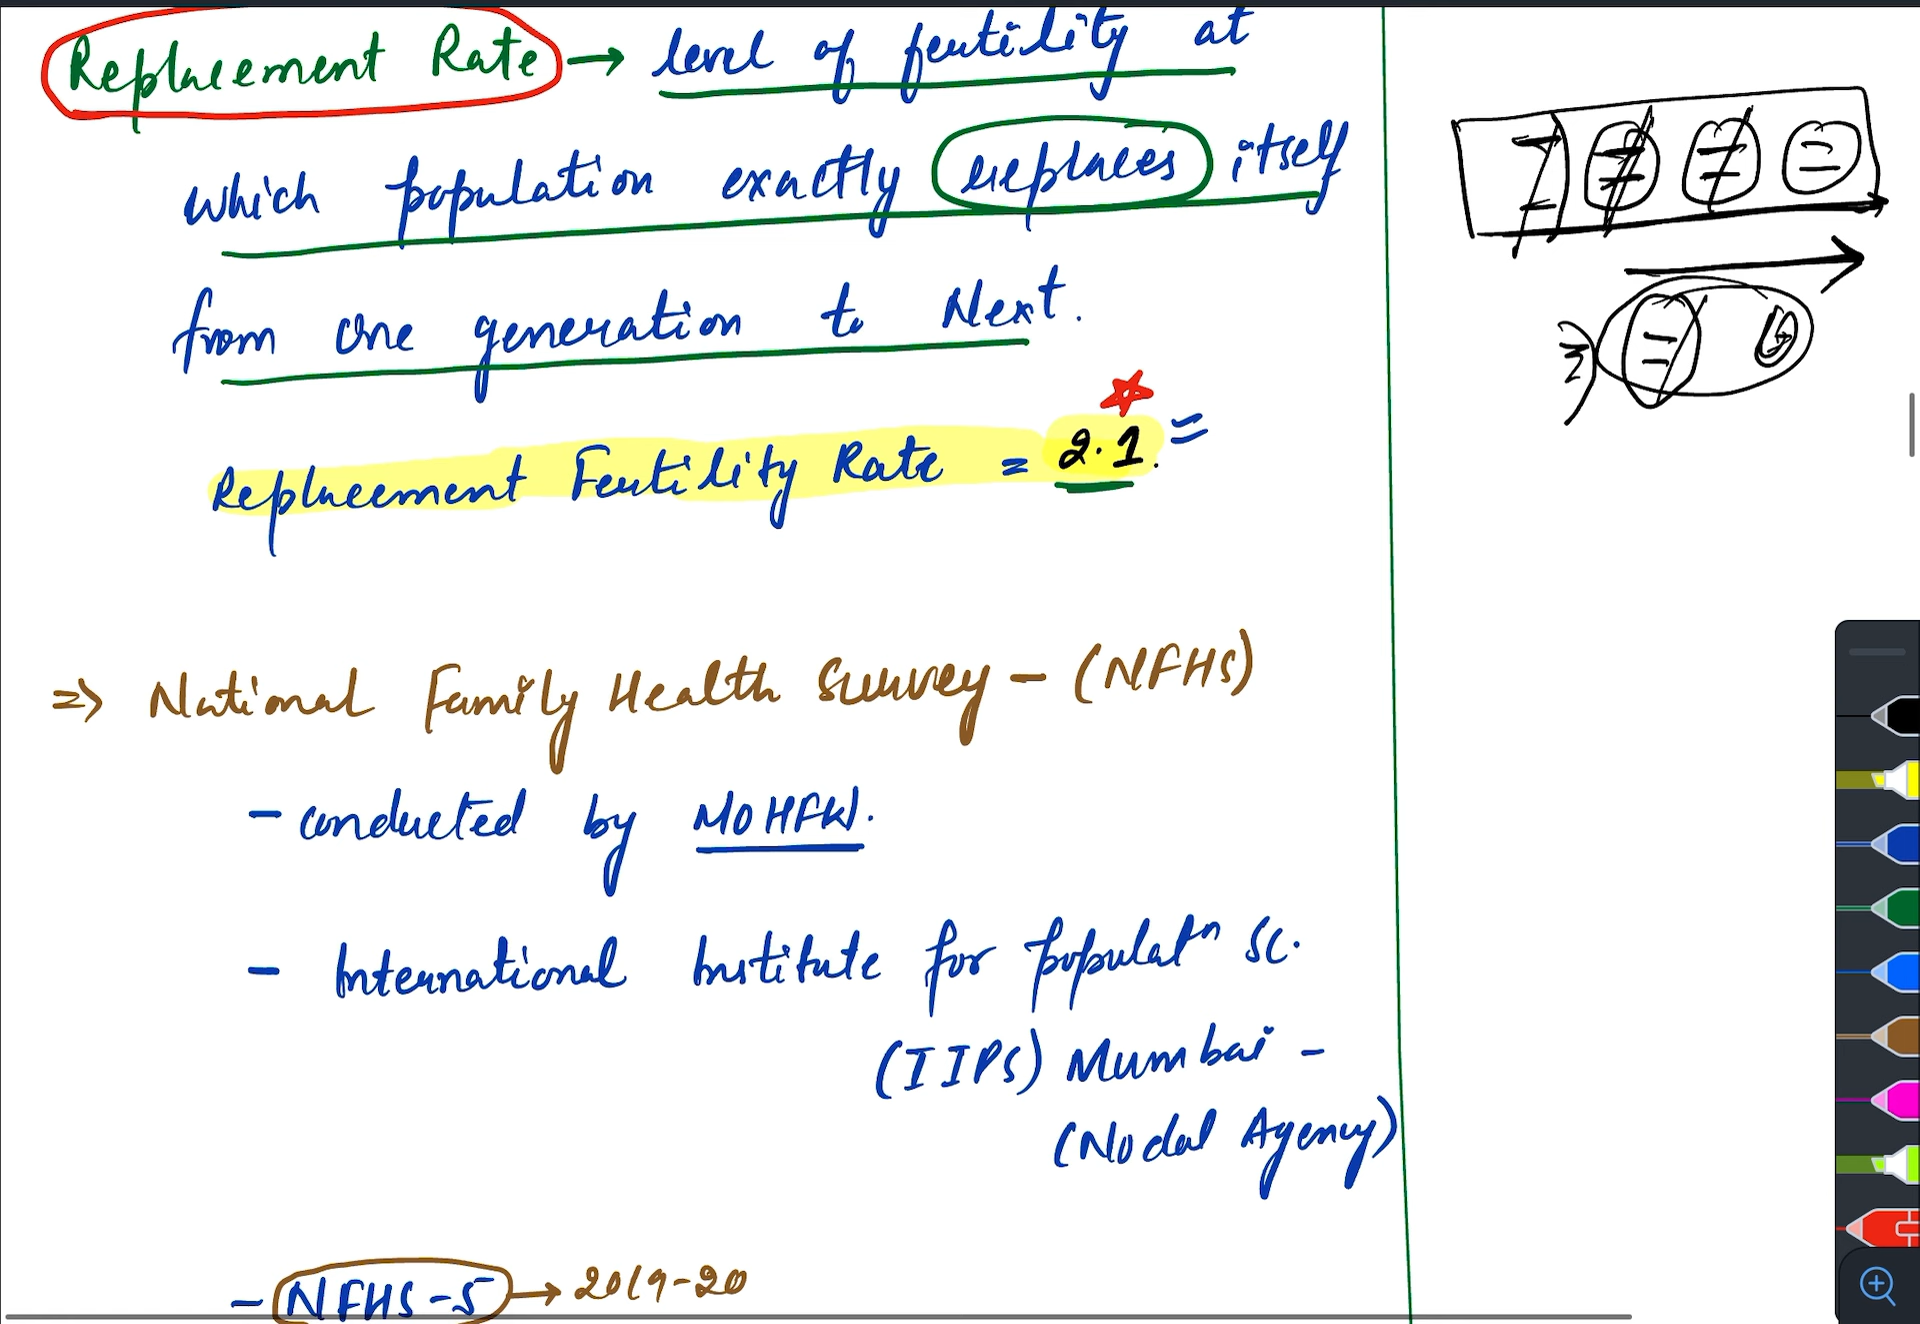 Replacement Rate → level of fertility at
which population exactly replaces itself
from one generation to Next.
Replacement Fertility Rate = 2.1. =
=> National Family Health Survey - (NFHS)
- conducted by MOHFW.
- International Institute for populatn Sc.
(IIPS) Mumbai -
(Nodal Agency)
- NFHS-5 → 2019-20